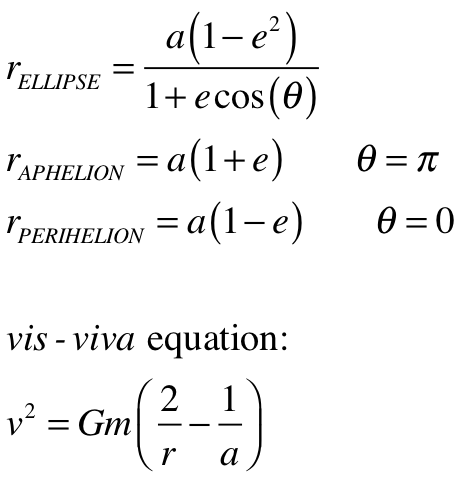 r_ELLIPSE = a(1 − e²) / (1 + e cos(θ))
r_APHELION = a(1 + e) θ = π
r_PERIHELION = a(1 − e) θ = 0
vis - viva equation:
v² = Gm(2/r − 1/a)